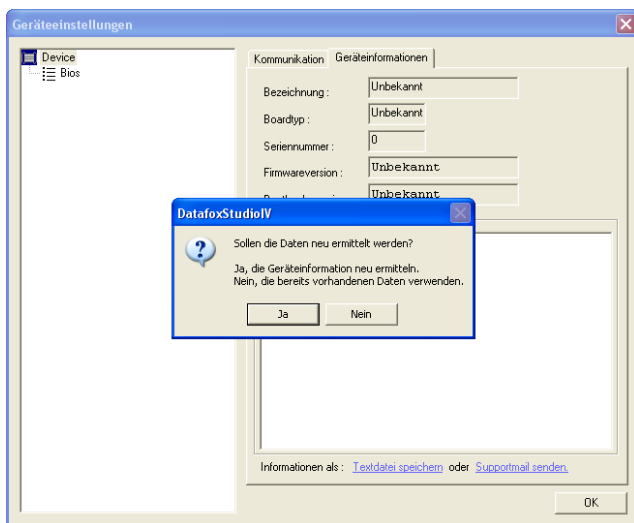 Geräteeinstellungen
Device
Bios
Kommunikation Geräteinformationen
Bezeichnung : Unbekannt
Boardtyp : Unbekannt
Seriennummer : 0
Firmwareversion : Unbekannt
Unbekannt
DatafoxStudioIV
Sollen die Daten neu ermittelt werden?
Ja, die Geräteinformation neu ermitteln.
Nein, die bereits vorhandenen Daten verwenden.
Ja Nein
Informationen als : Textdatei speichern oder Supportmail senden.
OK